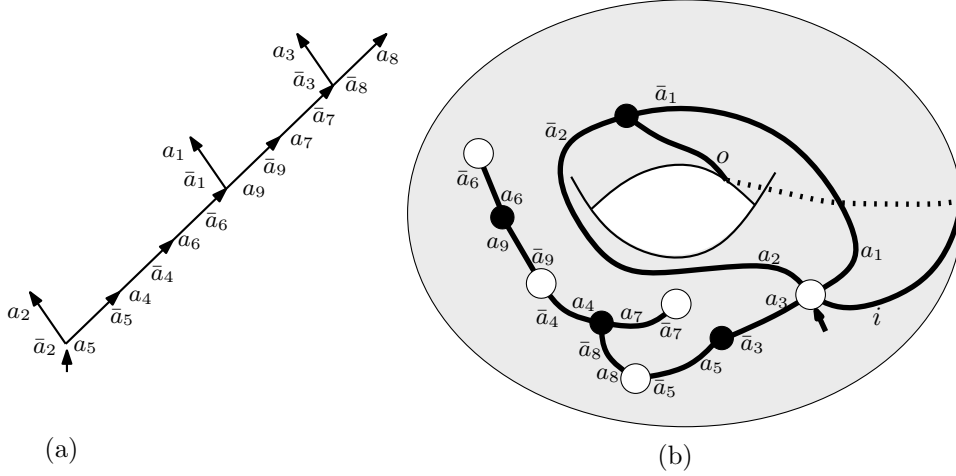 a₃ a₈
ā₃ ā₈
ā₇
a₁ a₇
ā₁ ā₉
a₉
ā₆
a₆
ā₄
a₂ a₄
ā₅
ā₂ a₅
(a)
ā₁
ā₂
o
ā₆
a₆
a₉
ā₉
a₂ a₁
a₃
i
a₄ a₇
ā₄ ā₇
ā₈ ā₃
a₈ ā₅ a₅
(b)